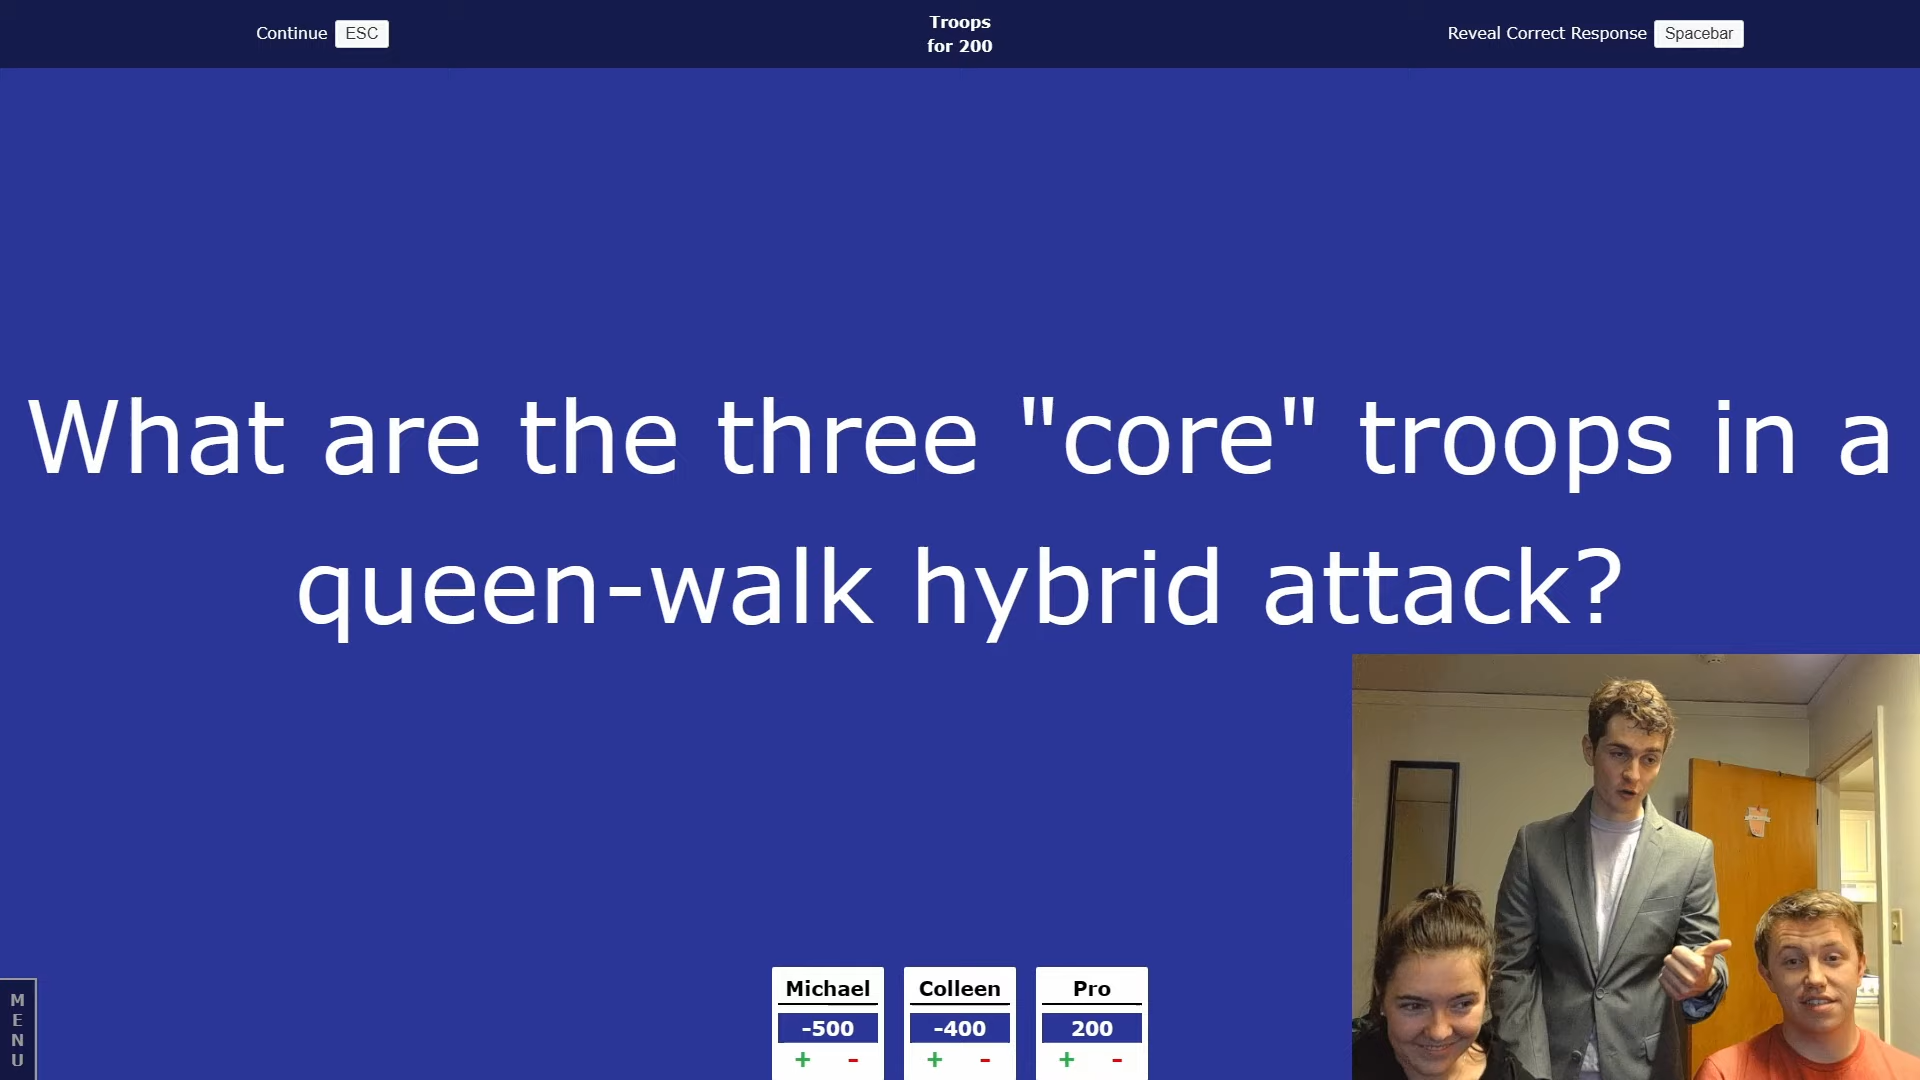 Continue ESC
Troops
for 200
Reveal Correct Response Spacebar
What are the three "core" troops in a
queen-walk hybrid attack?
MENU
Michael Colleen Pro
-500 -400 200
+ - + - + -